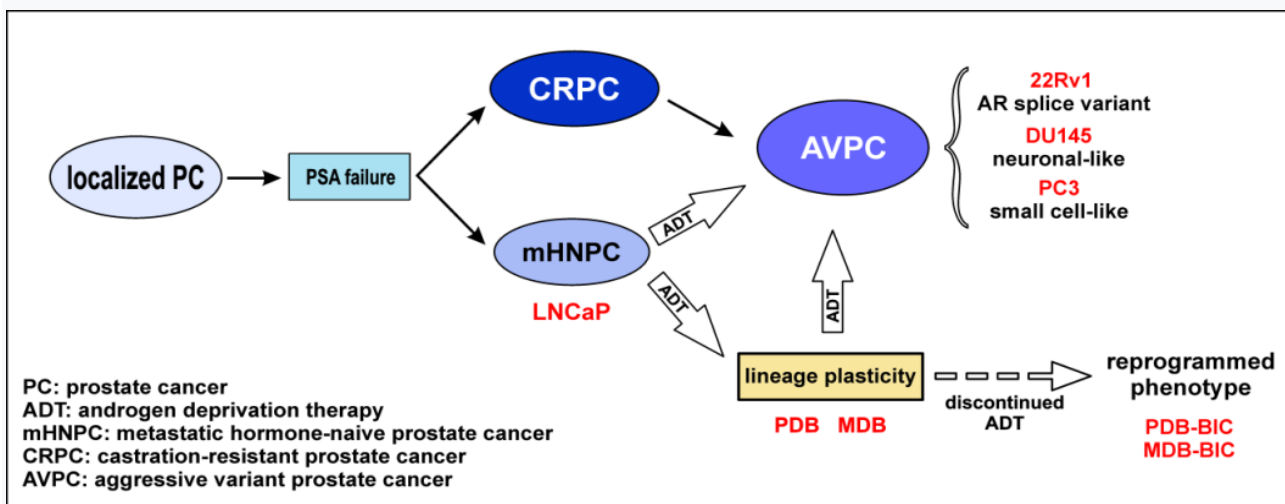 localized PC
PSA failure
CRPC
mHNPC
LNCaP
ADT
ADT
AVPC
22Rv1
AR splice variant
DU145
neuronal-like
PC3
small cell-like
ADT
lineage plasticity
PDB MDB
discontinued
ADT
reprogrammed
phenotype
PDB-BIC
MDB-BIC
PC: prostate cancer
ADT: androgen deprivation therapy
mHNPC: metastatic hormone-naive prostate cancer
CRPC: castration-resistant prostate cancer
AVPC: aggressive variant prostate cancer